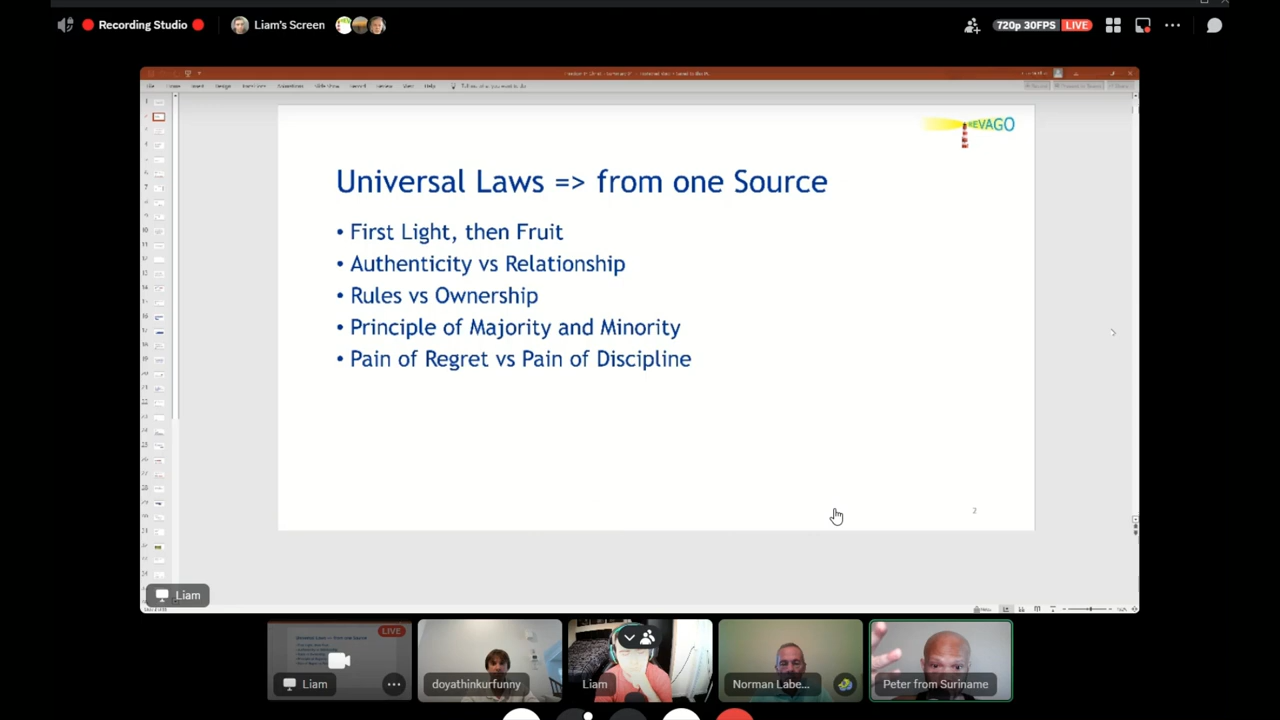 Recording Studio
Liam's Screen
720p 30FPS LIVE
KEVAGO
Universal Laws => from one Source
• First Light, then Fruit
• Authenticity vs Relationship
• Rules vs Ownership
• Principle of Majority and Minority
• Pain of Regret vs Pain of Discipline
2
Liam
LIVE
Liam
doyathinkurfunny
Liam
Norman Labe...
Peter from Suriname